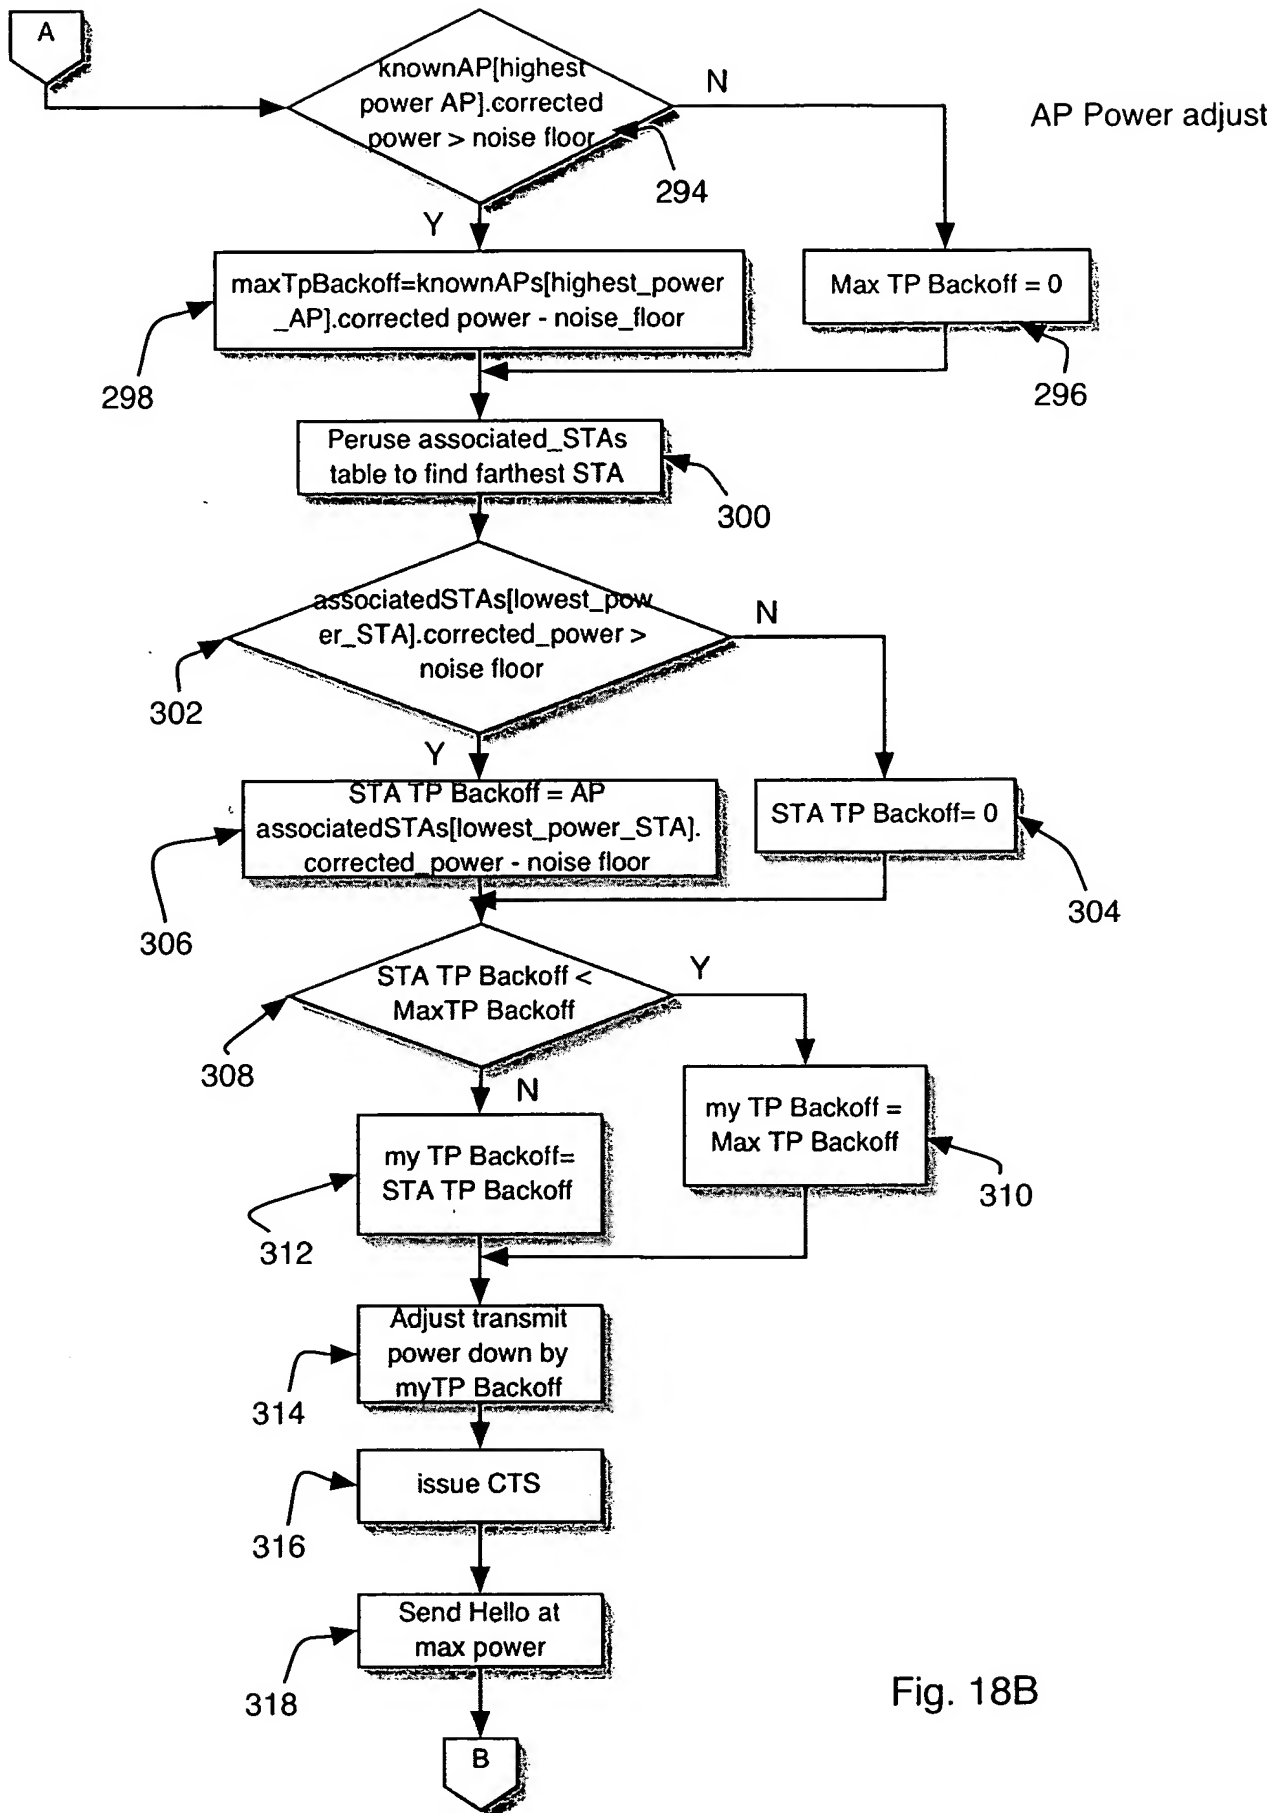 A
knownAP[highest
power AP].corrected
power > noise floor
N
AP Power adjust
294
Y
maxTpBackoff=knownAPs[highest_power
_AP].corrected power - noise_floor
Max TP Backoff = 0
298
296
Peruse associated_STAs
table to find farthest STA
300
associatedSTAs[lowest_pow
er_STA].corrected_power >
noise floor
N
302
Y
STA TP Backoff = AP
associatedSTAs[lowest_power_STA].
corrected_power - noise floor
STA TP Backoff= 0
306
304
STA TP Backoff <
MaxTP Backoff
Y
308
N
my TP Backoff=
STA TP Backoff
my TP Backoff =
Max TP Backoff
310
312
Adjust transmit
power down by
myTP Backoff
314
issue CTS
316
Send Hello at
max power
318
Fig. 18B
B